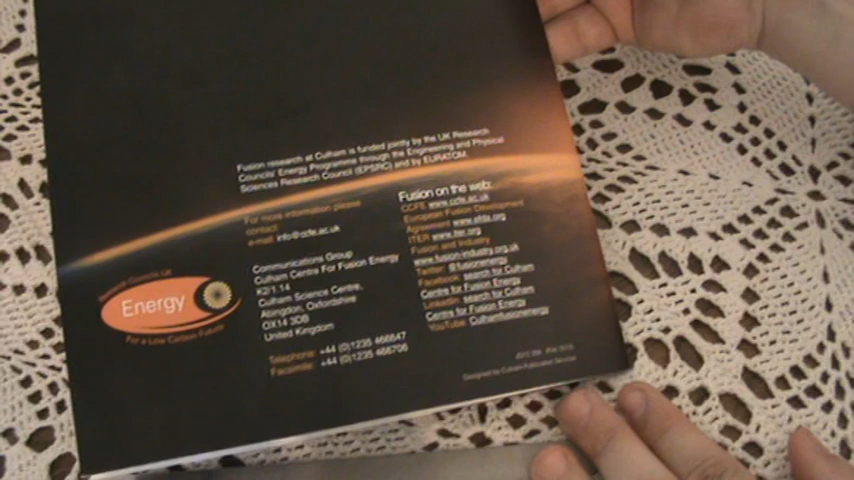 Fusion research at Culham is funded jointly by the UK Research
Councils' Energy Programme through the Engineering and Physical
Sciences Research Council (EPSRC) and by EURATOM.
For more information please
contact:
e-mail: info@ccfe.ac.uk
Communications Group
Culham Centre For Fusion Energy
K2/1.14
Culham Science Centre,
Abingdon, Oxfordshire
OX14 3DB
United Kingdom
Telephone: +44 (0)1235 466647
Facsimile: +44 (0)1235 466706
Fusion on the web:
CCFE www.ccfe.ac.uk
European Fusion Development
Agreement www.efda.org
ITER www.iter.org
Fusion and Industry
www.fusion-industry.org.uk
Twitter: @fusionenergy
Facebook: search for Culham
Centre for Fusion Energy
LinkedIn: search for Culham
Centre for Fusion Energy
YouTube: Culhamfusionenergy
Research Councils UK
Energy
For a Low Carbon Future
Designed by Culham Publication Services